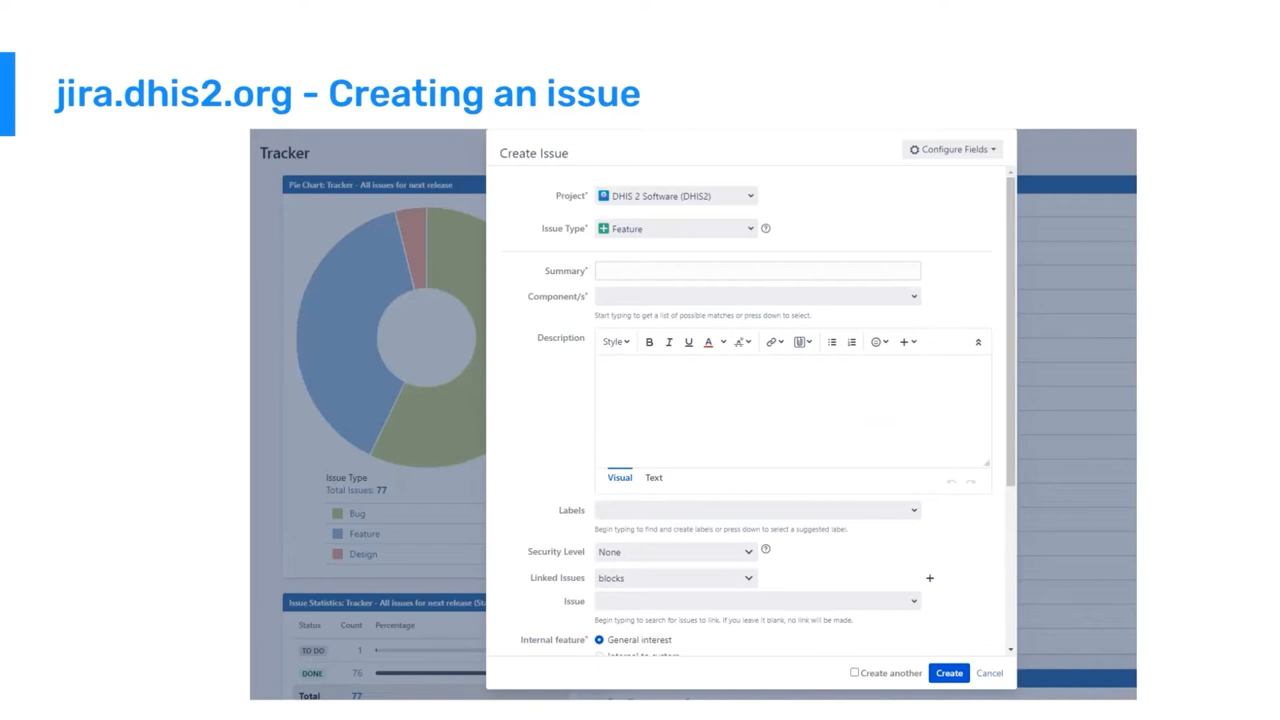 jira.dhis2.org - Creating an issue
Tracker
Pie Chart: Tracker - All issues for next release
Issue Type
Total Issues: 77
Bug
Feature
Design
Issue Statistics: Tracker - All issues for next release (Sta
Status Count Percentage
TO DO 1
DONE 76
Total 77
Create Issue
Configure Fields
Project* DHIS 2 Software (DHIS2)
Issue Type* Feature
Summary*
Component/s*
Start typing to get a list of possible matches or press down to select.
Description
Style B I U A
Visual Text
Labels
Begin typing to find and create labels or press down to select a suggested label.
Security Level None
Linked Issues blocks
Issue
Begin typing to search for issues to link. If you leave it blank, no link will be made.
Internal feature* General interest
Create another Create Cancel